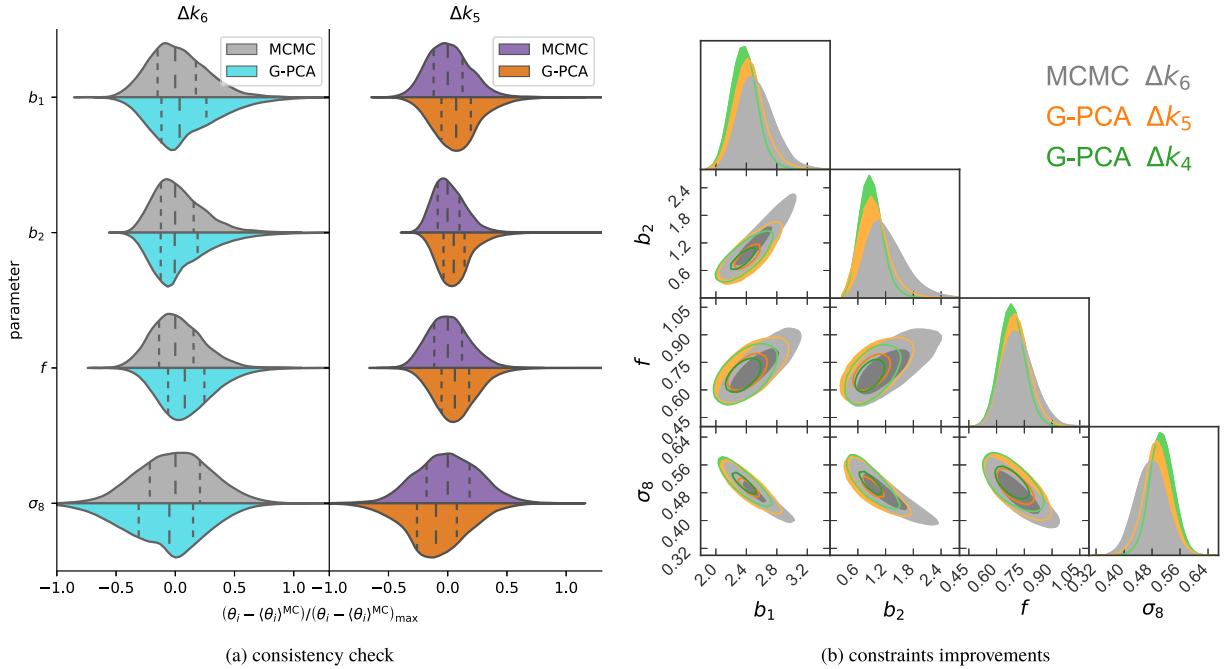 Δk6
Δk5
MCMC
G-PCA
MCMC
G-PCA
parameter
b1
b2
f
σ8
−1.0 −0.5 0.0 0.5 1.0
−1.0 −0.5 0.0 0.5 1.0
(θi − ⟨θi⟩^MC)/(θi − ⟨θi⟩^MC)max
(a) consistency check
MCMC Δk6
G-PCA Δk5
G-PCA Δk4
b2
2.4
1.8
1.2
0.6
f
1.05
0.90
0.75
0.60
0.45
σ8
0.64
0.56
0.48
0.40
0.32
2.0 2.4 2.8 3.2
0.6 1.2 1.8 2.4
0.45 0.60 0.75 0.90 1.05
0.32 0.40 0.48 0.56 0.64
b1
b2
f
σ8
(b) constraints improvements